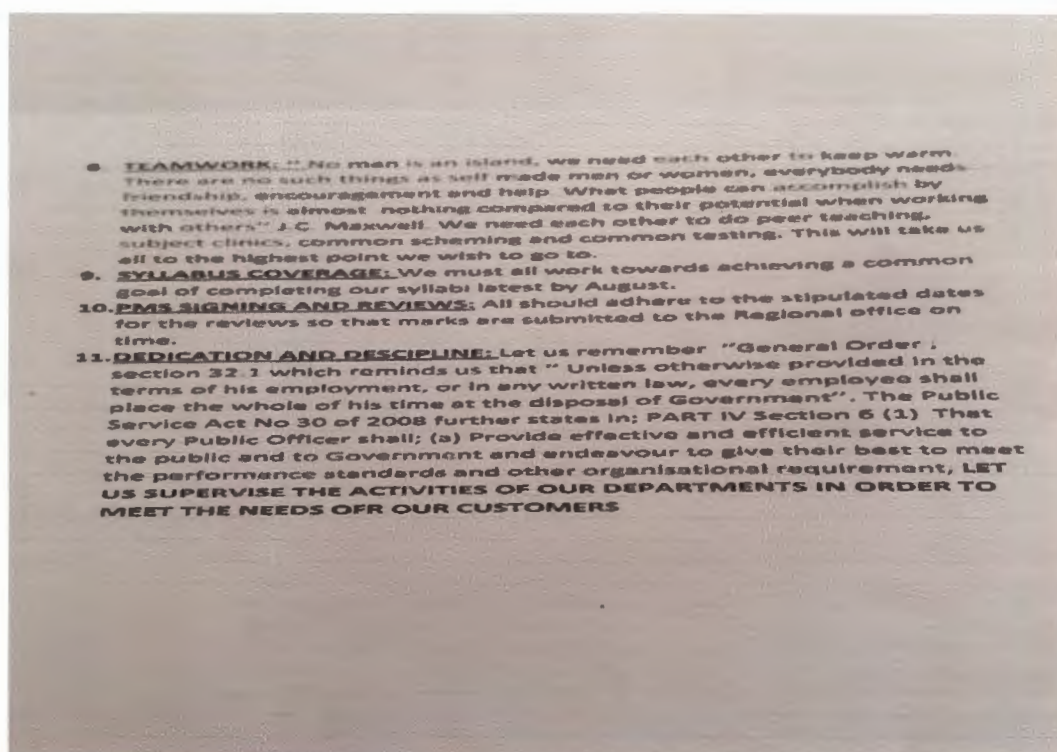 8 TEAMWORK: " No man is an island, we need each other to keep warm
There are no such things as self made men or women, everybody needs
friendship, encouragement and help What people can accomplish by
themselves is almost nothing compared to their potential when working
with others" J.C. Maxwell We need each other to do peer teaching,
subject clinics, common scheming and common testing. This will take us
all to the highest point we wish to go to.
9. SYLLABUS COVERAGE: We must all work towards achieving a common
goal of completing our syllabi latest by August.
10.PMS SIGNING AND REVIEWS: All should adhere to the stipulated dates
for the reviews so that marks are submitted to the Regional office on
time.
11.DEDICATION AND DESCIPLINE: Let us remember "General Order ,
section 32.1 which reminds us that " Unless otherwise provided in the
terms of his employment, or in any written law, every employee shall
place the whole of his time at the disposal of Government". The Public
Service Act No 30 of 2008 further states in; PART IV Section 6 (1) That
every Public Officer shall; (a) Provide effective and efficient service to
the public and to Government and endeavour to give their best to meet
the performance standards and other organisational requirement, LET
US SUPERVISE THE ACTIVITIES OF OUR DEPARTMENTS IN ORDER TO
MEET THE NEEDS OFR OUR CUSTOMERS